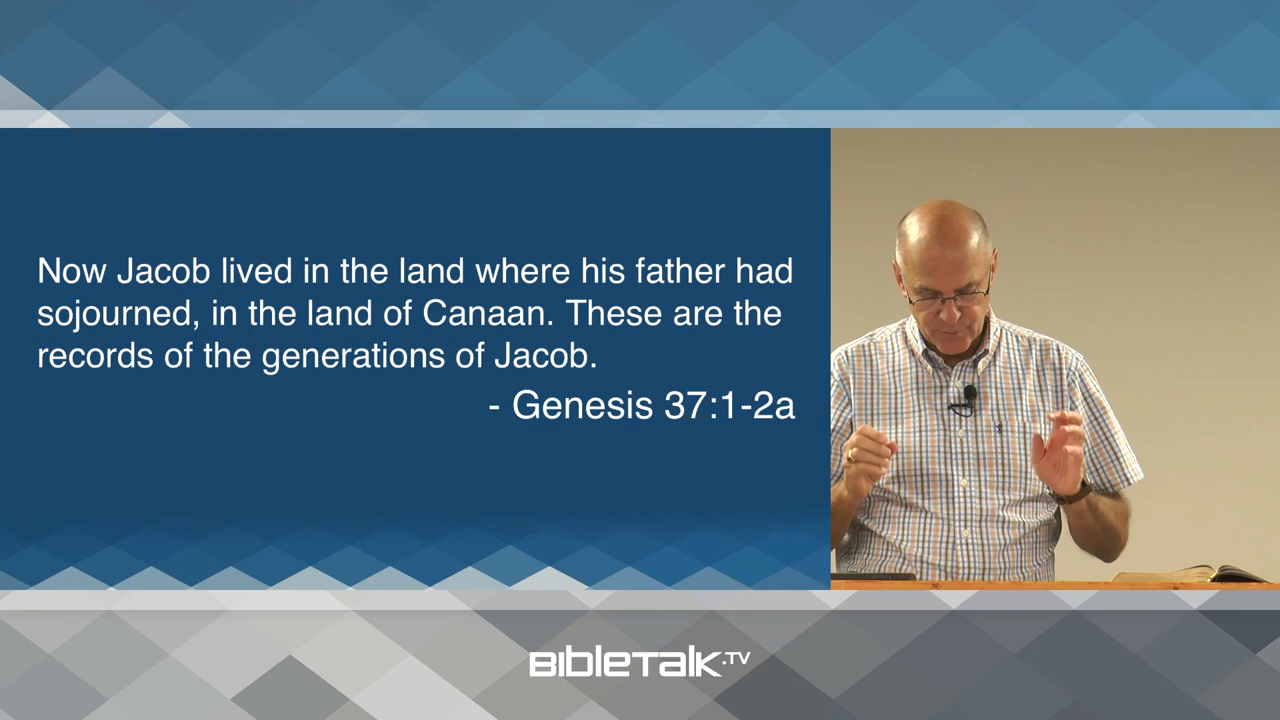 Now Jacob lived in the land where his father had
sojourned, in the land of Canaan. These are the
records of the generations of Jacob.
- Genesis 37:1-2a
BIBLETALK.TV